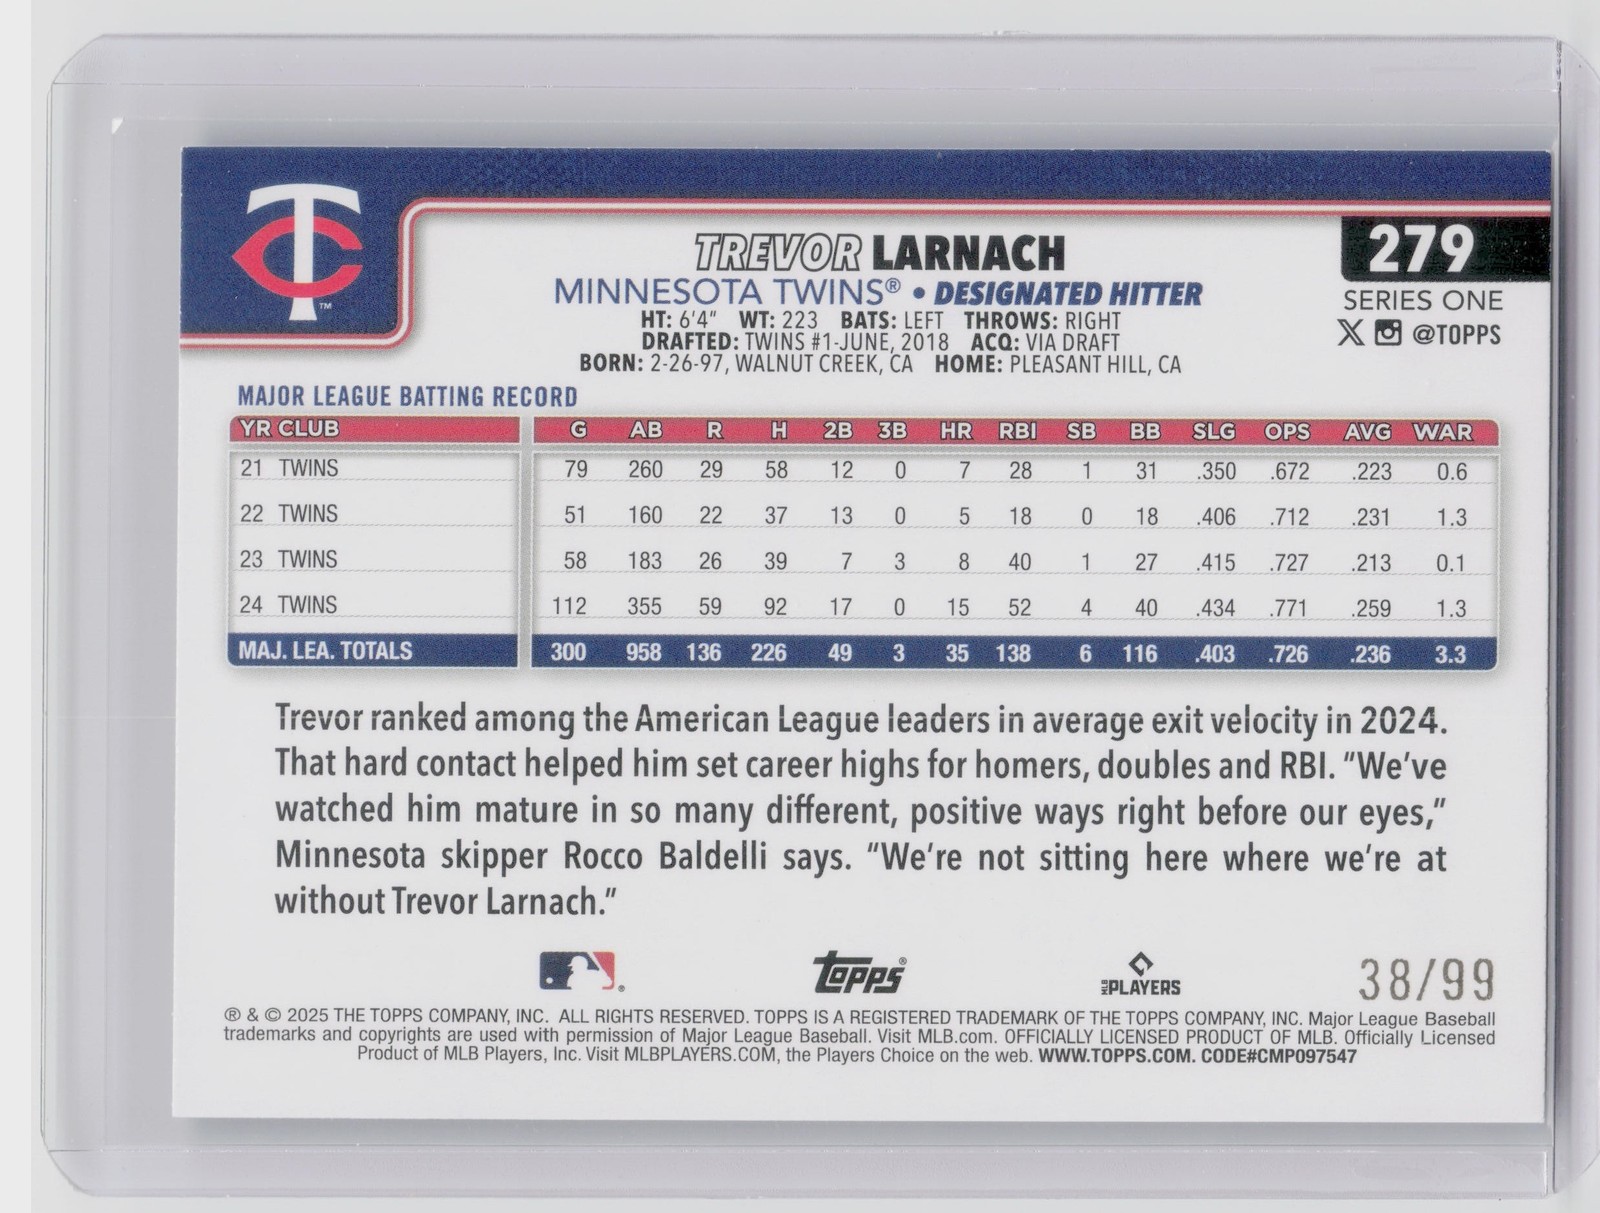 TC
™
TREVOR LARNACH
279
MINNESOTA TWINS® • DESIGNATED HITTER
SERIES ONE
HT: 6'4" WT: 223 BATS: LEFT THROWS: RIGHT
@TOPPS
DRAFTED: TWINS #1-JUNE, 2018 ACQ: VIA DRAFT
BORN: 2-26-97, WALNUT CREEK, CA HOME: PLEASANT HILL, CA
MAJOR LEAGUE BATTING RECORD
YR CLUB G AB R H 2B 3B HR RBI SB BB SLG OPS AVG WAR
21 TWINS 79 260 29 58 12 0 7 28 1 31 .350 .672 .223 0.6
22 TWINS 51 160 22 37 13 0 5 18 0 18 .406 .712 .231 1.3
23 TWINS 58 183 26 39 7 3 8 40 1 27 .415 .727 .213 0.1
24 TWINS 112 355 59 92 17 0 15 52 4 40 .434 .771 .259 1.3
MAJ. LEA. TOTALS 300 958 136 226 49 3 35 138 6 116 .403 .726 .236 3.3
Trevor ranked among the American League leaders in average exit velocity in 2024.
That hard contact helped him set career highs for homers, doubles and RBI. "We've
watched him mature in so many different, positive ways right before our eyes,"
Minnesota skipper Rocco Baldelli says. "We're not sitting here where we're at
without Trevor Larnach."
Topps® MLB PLAYERS 38/99
® & © 2025 THE TOPPS COMPANY, INC. ALL RIGHTS RESERVED. TOPPS IS A REGISTERED TRADEMARK OF THE TOPPS COMPANY, INC. Major League Baseball
trademarks and copyrights are used with permission of Major League Baseball. Visit MLB.com. OFFICIALLY LICENSED PRODUCT OF MLB. Officially Licensed
Product of MLB Players, Inc. Visit MLBPLAYERS.COM, the Players Choice on the web. WWW.TOPPS.COM. CODE#CMP097547